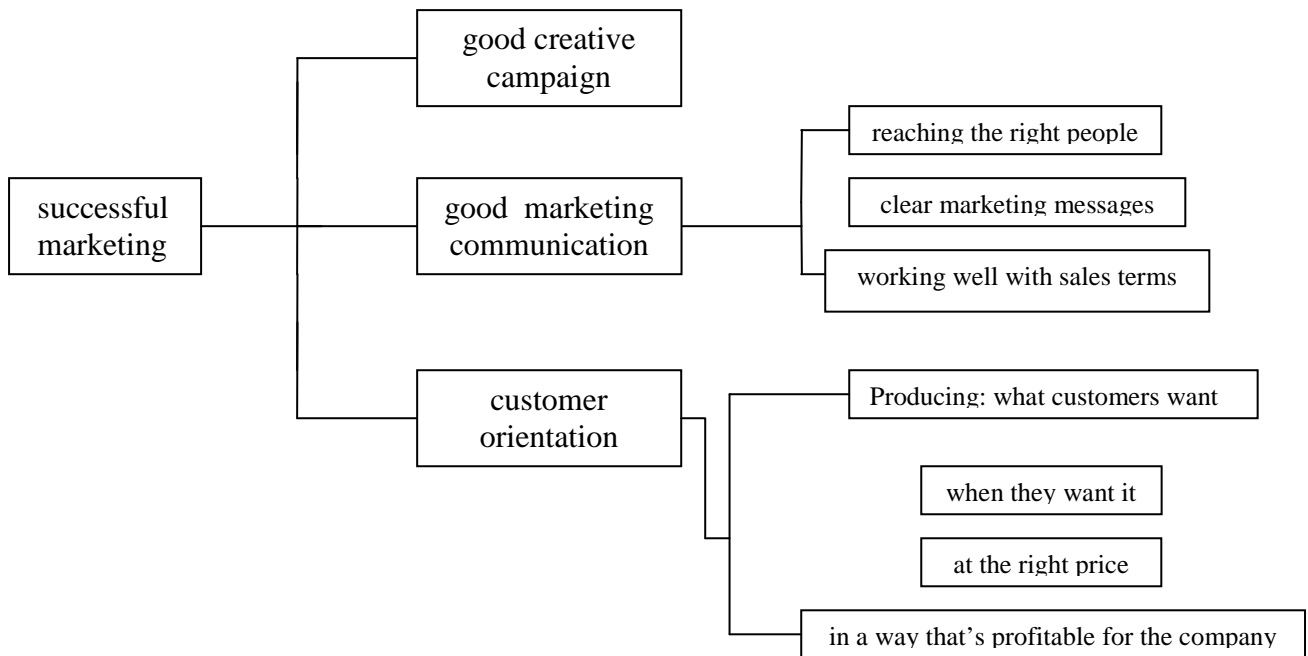 good creative
campaign
reaching the right people
successful
marketing
good marketing
communication
clear marketing messages
working well with sales terms
customer
orientation
Producing: what customers want
when they want it
at the right price
in a way that’s profitable for the company